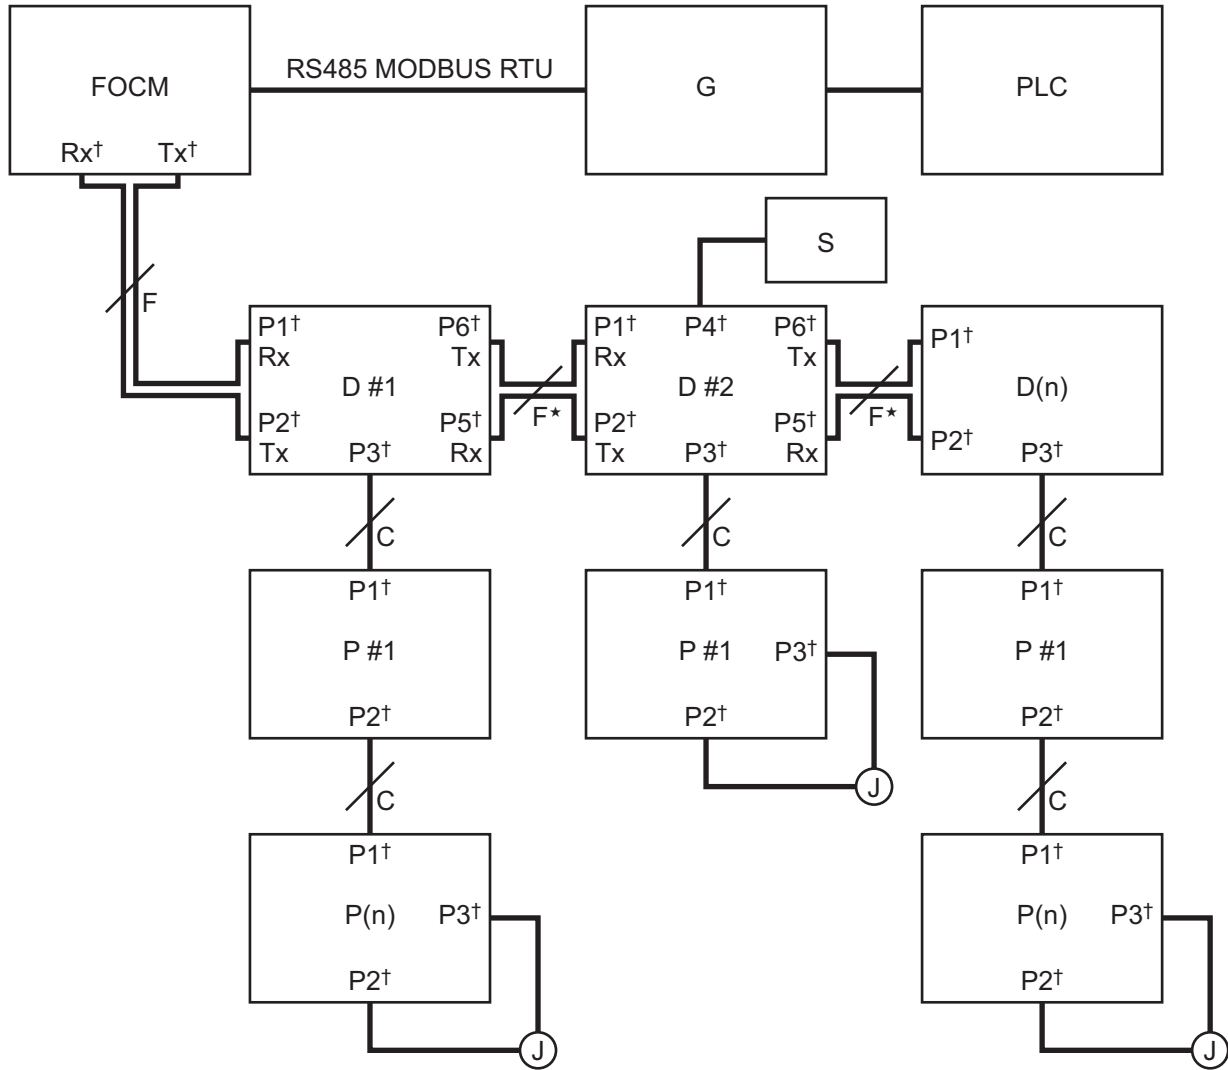 RS485 MODBUS RTU
FOCM
G
PLC
Rx† Tx†
S
F
P1† P6†
Rx Tx
D #1
P2† P5†
Tx P3† Rx
F★
P1† P4† P6†
Rx Tx
D #2
P2† P5†
Tx P3† Rx
F★
P1†
D(n)
P2†
P3†
C
C
C
P1†
P #1
P2†
P1†
P #1 P3†
P2†
P1†
P #1
P2†
J
C
C
P1†
P(n) P3†
P2†
J
P1†
P(n) P3†
P2†
J